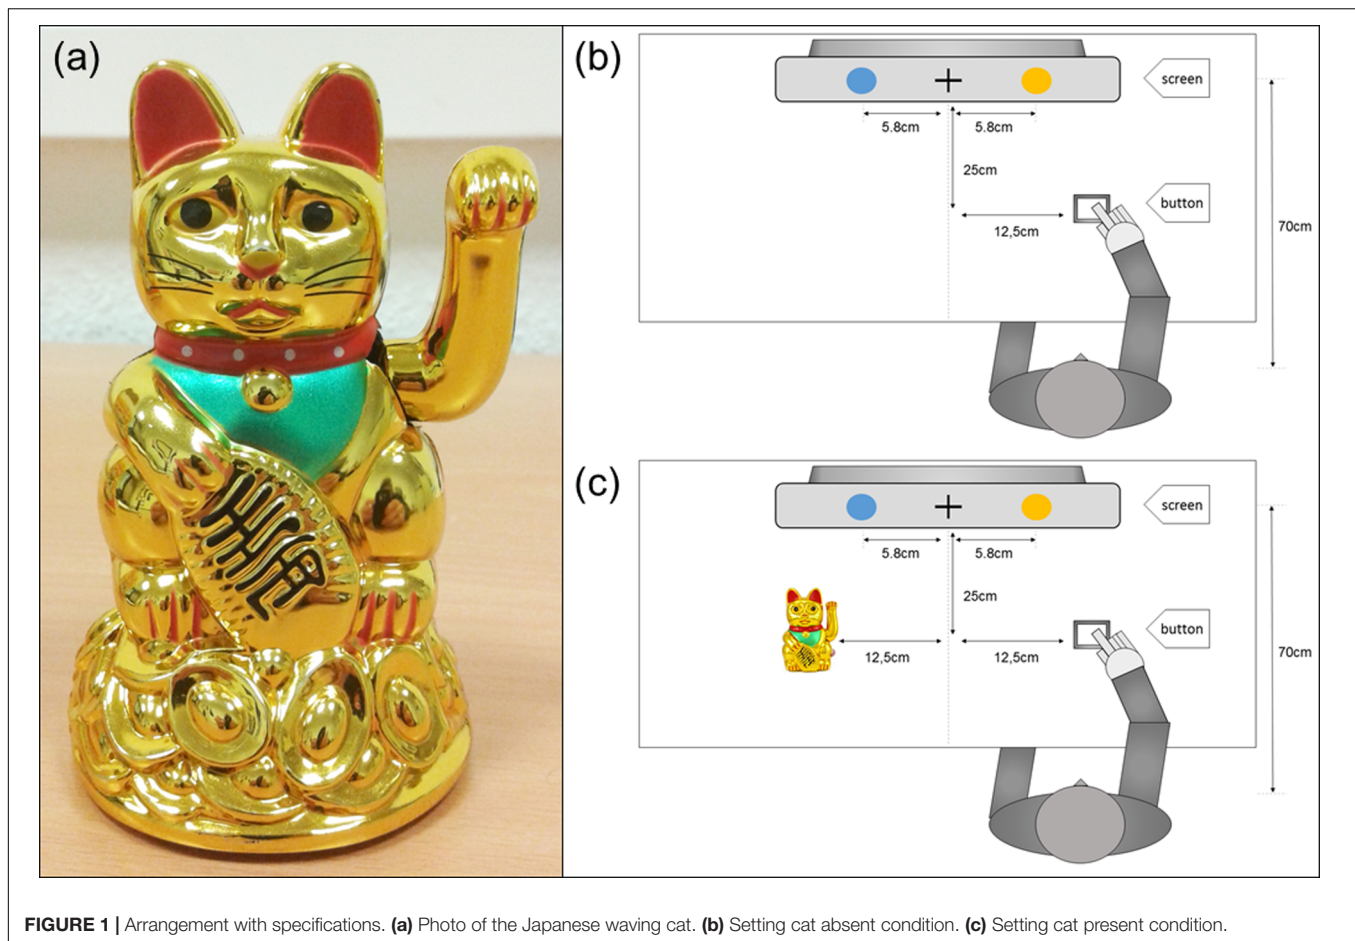 (a)
(b)
screen
5.8cm
5.8cm
25cm
button
12,5cm
70cm
(c)
screen
5.8cm
5.8cm
25cm
button
12,5cm
12,5cm
70cm
FIGURE 1 | Arrangement with specifications. (a) Photo of the Japanese waving cat. (b) Setting cat absent condition. (c) Setting cat present condition.